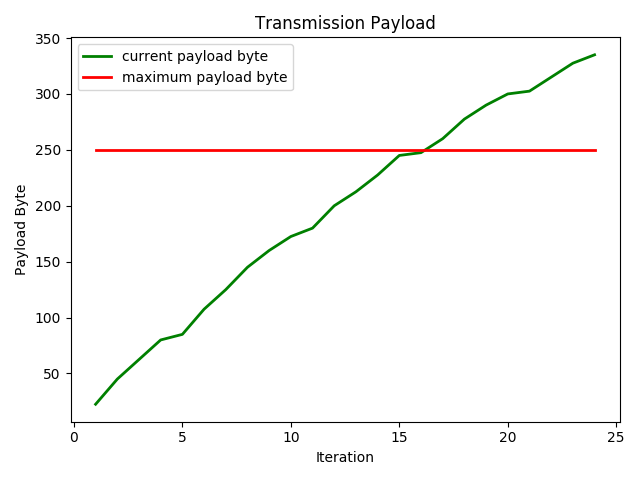 Transmission Payload
current payload byte
maximum payload byte
350
300
250
200
150
100
50
Payload Byte
0 5 10 15 20 25
Iteration